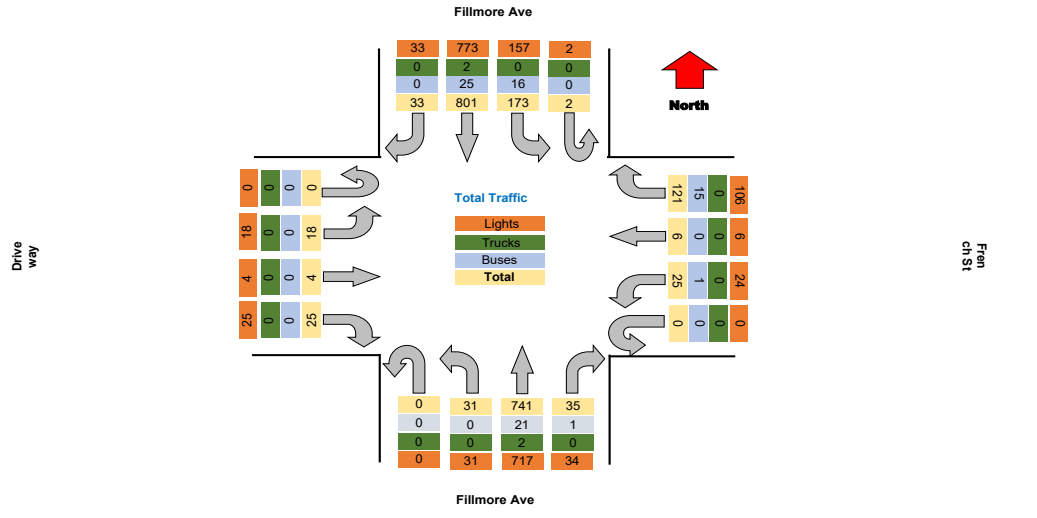 Fillmore Ave
33 773 157 2
0 2 0 0
0 25 16 0
33 801 173 2
North
0 0 0 0
18 0 0 18
4 0 0 4
25 0 0 25
Drive
way
Total Traffic
Lights
Trucks
Buses
Total
121 15 0 106
6 0 0 6
25 1 0 24
0 0 0 0
Fren
ch St
0 31 741 35
0 0 21 1
0 0 2 0
0 31 717 34
Fillmore Ave